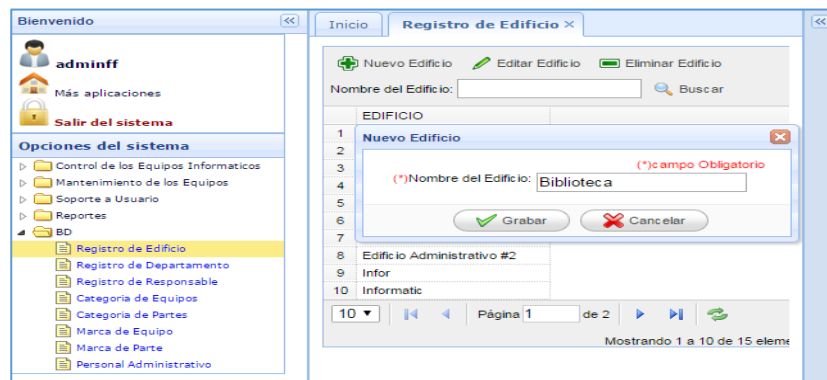 Bienvenido
adminff
Más aplicaciones
Salir del sistema
Opciones del sistema
Control de los Equipos Informaticos
Mantenimiento de los Equipos
Soporte a Usuario
Reportes
BD
Registro de Edificio
Registro de Departamento
Registro de Responsable
Categoria de Equipos
Categoria de Partes
Marca de Equipo
Marca de Parte
Personal Administrativo
Inicio
Registro de Edificio
Nuevo Edificio Editar Edificio Eliminar Edificio
Nombre del Edificio: Buscar
EDIFICIO
1
2
3
4
5
6
7
Nuevo Edificio
(*)campo Obligatorio
(*)Nombre del Edificio: Biblioteca
Grabar Cancelar
8 Edificio Administrativo #2
9 Infor
10 Informatic
10 Página 1 de 2
Mostrando 1 a 10 de 15 eleme